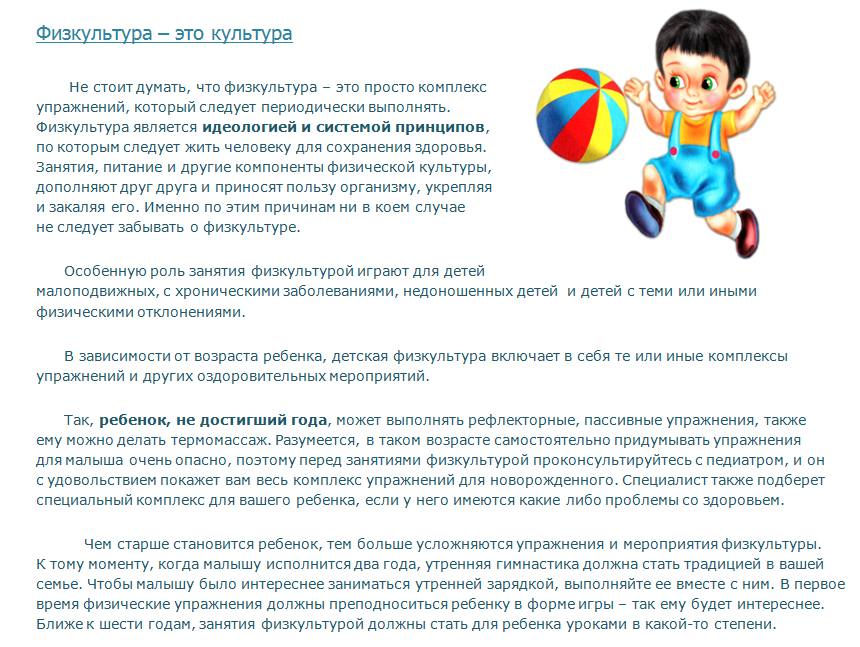 Физкультура – это культура
Не стоит думать, что физкультура – это просто комплекс
упражнений, который следует периодически выполнять.
Физкультура является идеологией и системой принципов,
по которым следует жить человеку для сохранения здоровья.
Занятия, питание и другие компоненты физической культуры,
дополняют друг друга и приносят пользу организму, укрепляя
и закаляя его. Именно по этим причинам ни в коем случае
не следует забывать о физкультуре.
Особенную роль занятия физкультурой играют для детей
малоподвижных, с хроническими заболеваниями, недоношенных детей и детей с теми или иными
физическими отклонениями.
В зависимости от возраста ребенка, детская физкультура включает в себя те или иные комплексы
упражнений и других оздоровительных мероприятий.
Так, ребенок, не достигший года, может выполнять рефлекторные, пассивные упражнения, также
ему можно делать термомассаж. Разумеется, в таком возрасте самостоятельно придумывать упражнения
для малыша очень опасно, поэтому перед занятиями физкультурой проконсультируйтесь с педиатром, и он
с удовольствием покажет вам весь комплекс упражнений для новорожденного. Специалист также подберет
специальный комплекс для вашего ребенка, если у него имеются какие либо проблемы со здоровьем.
Чем старше становится ребенок, тем больше усложняются упражнения и мероприятия физкультуры.
К тому моменту, когда малышу исполнится два года, утренняя гимнастика должна стать традицией в вашей
семье. Чтобы малышу было интереснее заниматься утренней зарядкой, выполняйте ее вместе с ним. В первое
время физические упражнения должны преподноситься ребенку в форме игры – так ему будет интереснее.
Ближе к шести годам, занятия физкультурой должны стать для ребенка уроками в какой-то степени.